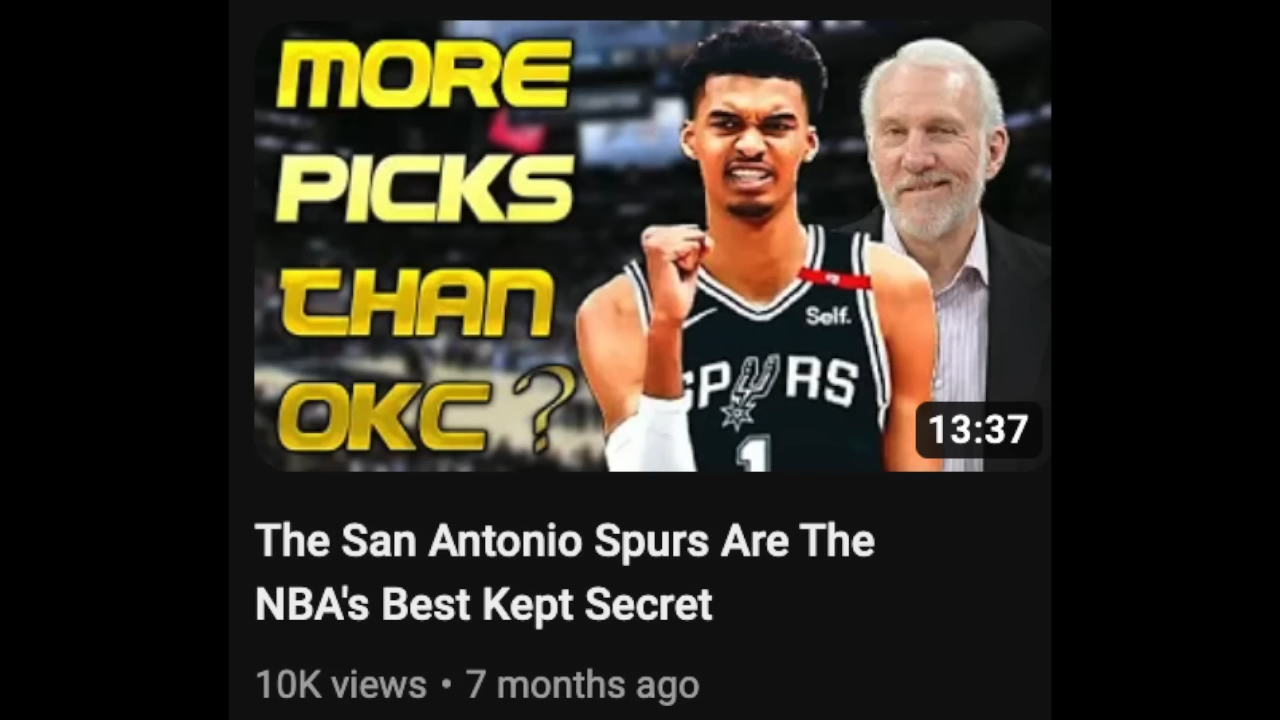 MORE
PICKS
THAN
OKC ?
Self.
SPURS
1
13:37
The San Antonio Spurs Are The
NBA's Best Kept Secret
10K views • 7 months ago